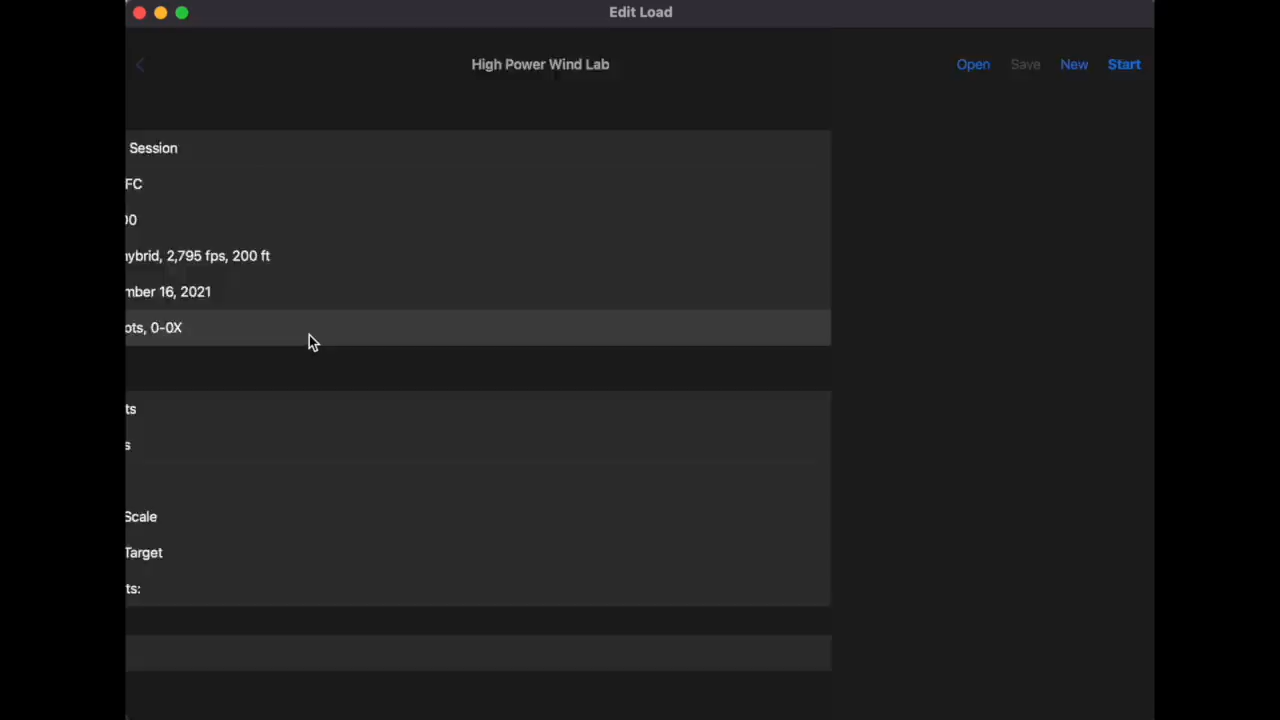 Edit Load
High Power Wind Lab
Open Save New Start
Session
FC
00
hybrid, 2,795 fps, 200 ft
mber 16, 2021
ots, 0-0X
ts
s
Scale
Target
ts: